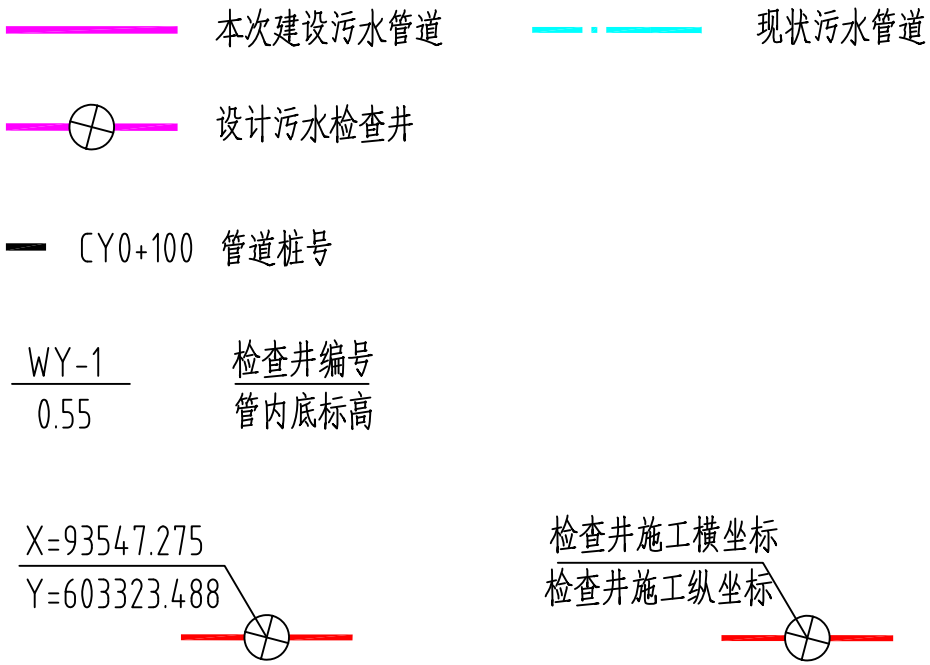 本次建设污水管道
现状污水管道
设计污水检查井
CY0+100 管道桩号
WY-1
0.55
检查井编号
管内底标高
X=93547.275
Y=603323.488
检查井施工横坐标
检查井施工纵坐标